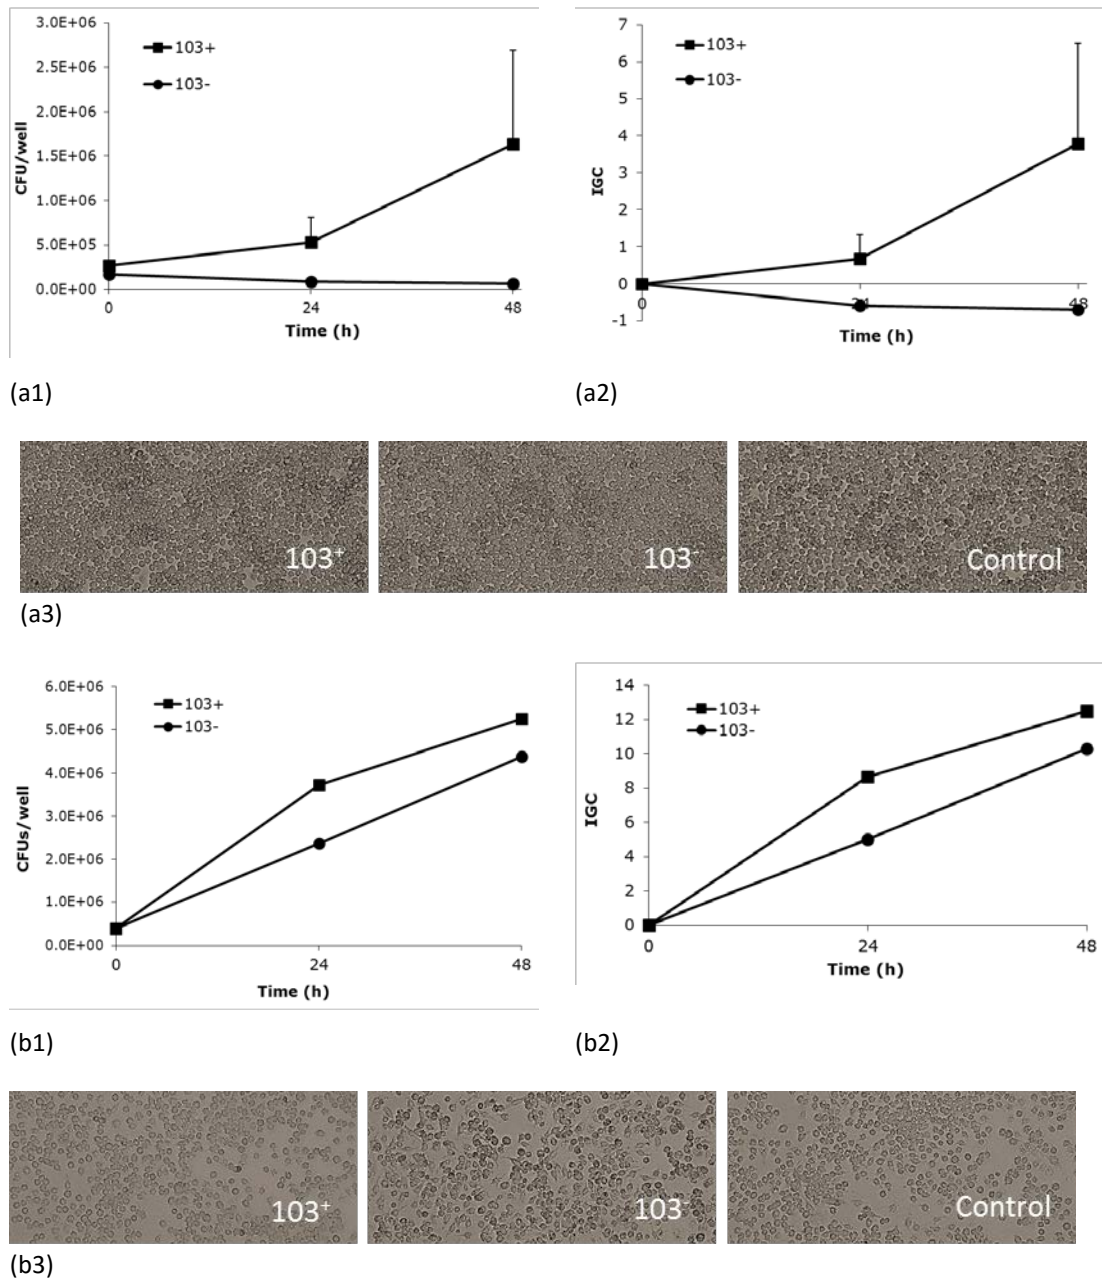 3.0E+06
2.5E+06
2.0E+06
1.5E+06
1.0E+06
5.0E+05
0.0E+00
CFU/well
103+
103-
0 24 48
Time (h)
7
6
5
4
3
2
1
0
-1
IGC
103+
103-
0 24 48
Time (h)
(a1)
(a2)
103⁺
103⁻
Control
(a3)
6.0E+06
5.0E+06
4.0E+06
3.0E+06
2.0E+06
1.0E+06
0.0E+00
CFUs/well
103+
103-
0 24 48
Time (h)
14
12
10
8
6
4
2
0
IGC
103+
103-
0 24 48
Time (h)
(b1)
(b2)
103⁺
103
Control
(b3)